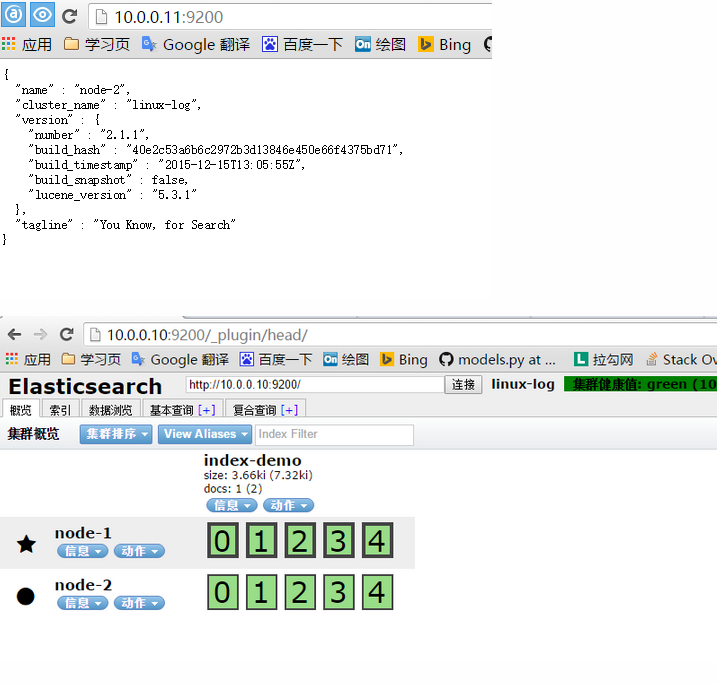 10.0.0.11:9200
应用 学习页 Google 翻译 百度一下 On 绘图 Bing
{
"name" : "node-2",
"cluster_name" : "linux-log",
"version" : {
"number" : "2.1.1",
"build_hash" : "40e2c53a6b6c2972b3d13846e450e66f4375bd71",
"build_timestamp" : "2015-12-15T13:05:55Z",
"build_snapshot" : false,
"lucene_version" : "5.3.1"
},
"tagline" : "You Know, for Search"
}
10.0.0.10:9200/_plugin/head/
应用 学习页 Google 翻译 百度一下 On 绘图 Bing models.py at ... L 拉勾网 Stack Ov
Elasticsearch http://10.0.0.10:9200/ 连接 linux-log 集群健康值: green (10
概览 索引 数据浏览 基本查询 [+] 复合查询 [+]
集群概览 集群排序 View Aliases Index Filter
index-demo
size: 3.66ki (7.32ki)
docs: 1 (2)
信息 动作
node-1 0 1 2 3 4
信息 动作
node-2 0 1 2 3 4
信息 动作